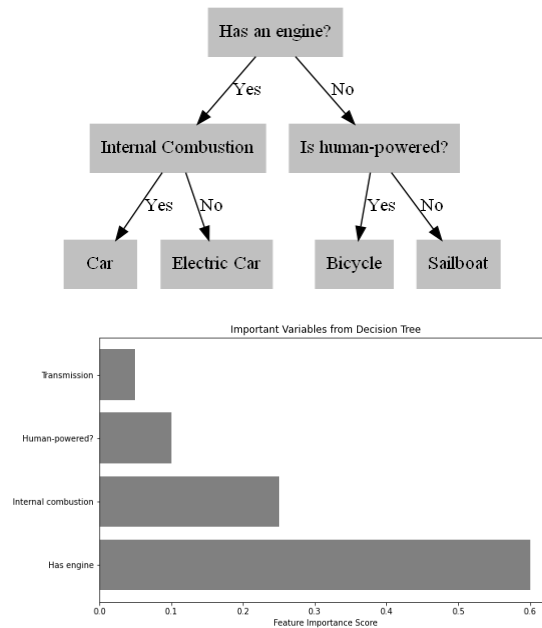 Has an engine?
Yes
No
Internal Combustion
Is human-powered?
Yes
No
Yes
No
Car
Electric Car
Bicycle
Sailboat
Important Variables from Decision Tree
Transmission
Human-powered?
Internal combustion
Has engine
0.0 0.1 0.2 0.3 0.4 0.5 0.6
Feature Importance Score